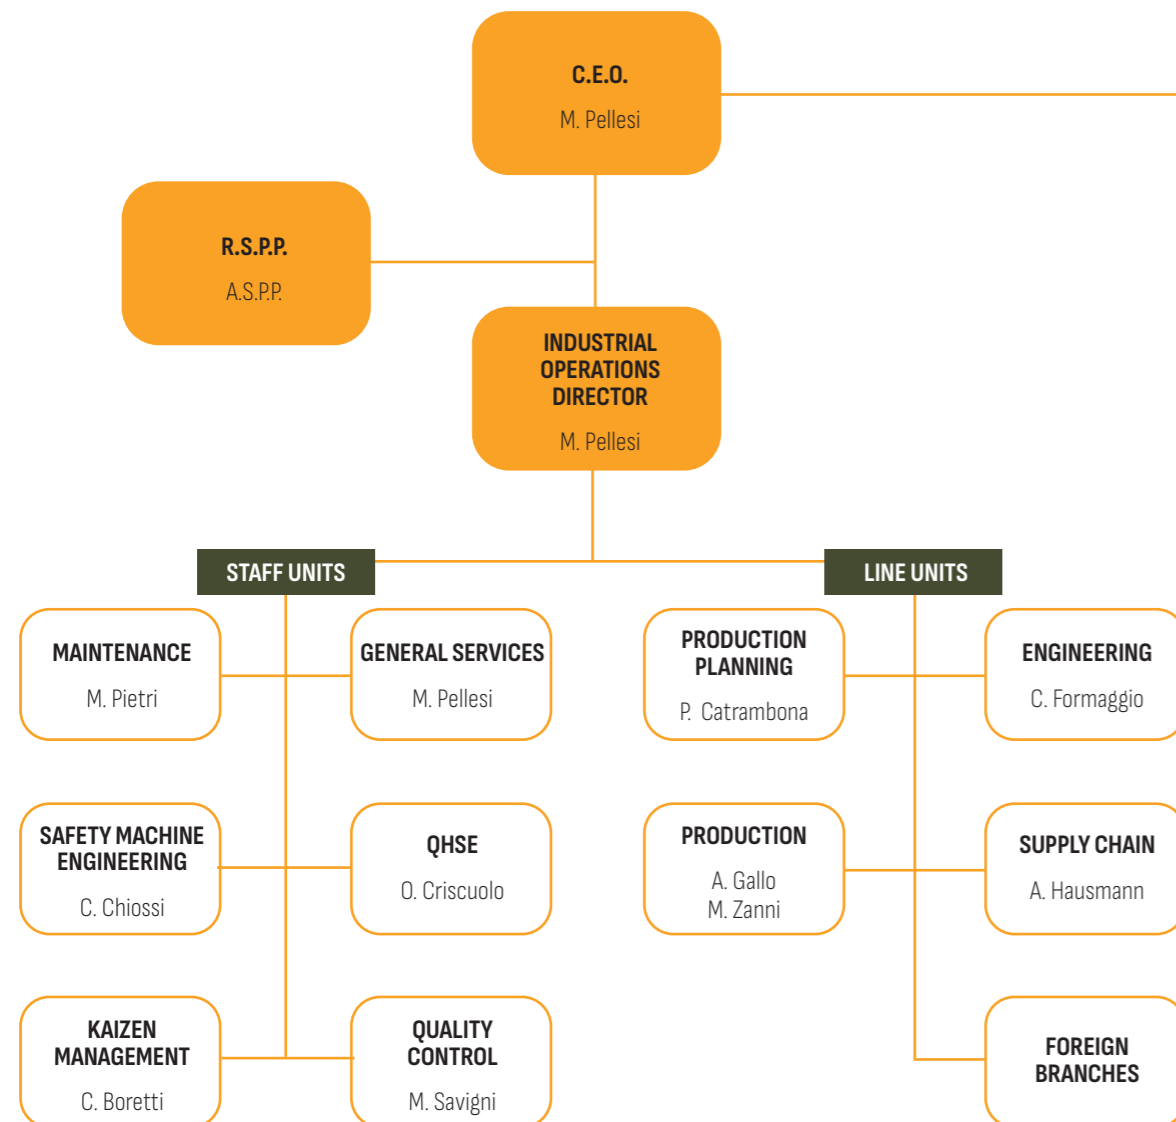 C.E.O.
M. Pellesi
R.S.P.P.
A.S.P.P.
INDUSTRIAL
OPERATIONS
DIRECTOR
M. Pellesi
STAFF UNITS
LINE UNITS
MAINTENANCE
M. Pietri
GENERAL SERVICES
M. Pellesi
PRODUCTION
PLANNING
P. Catrambona
ENGINEERING
C. Formaggio
SAFETY MACHINE
ENGINEERING
C. Chiossi
QHSE
O. Criscuolo
PRODUCTION
A. Gallo
M. Zanni
SUPPLY CHAIN
A. Hausmann
KAIZEN
MANAGEMENT
C. Boretti
QUALITY
CONTROL
M. Savigni
FOREIGN
BRANCHES